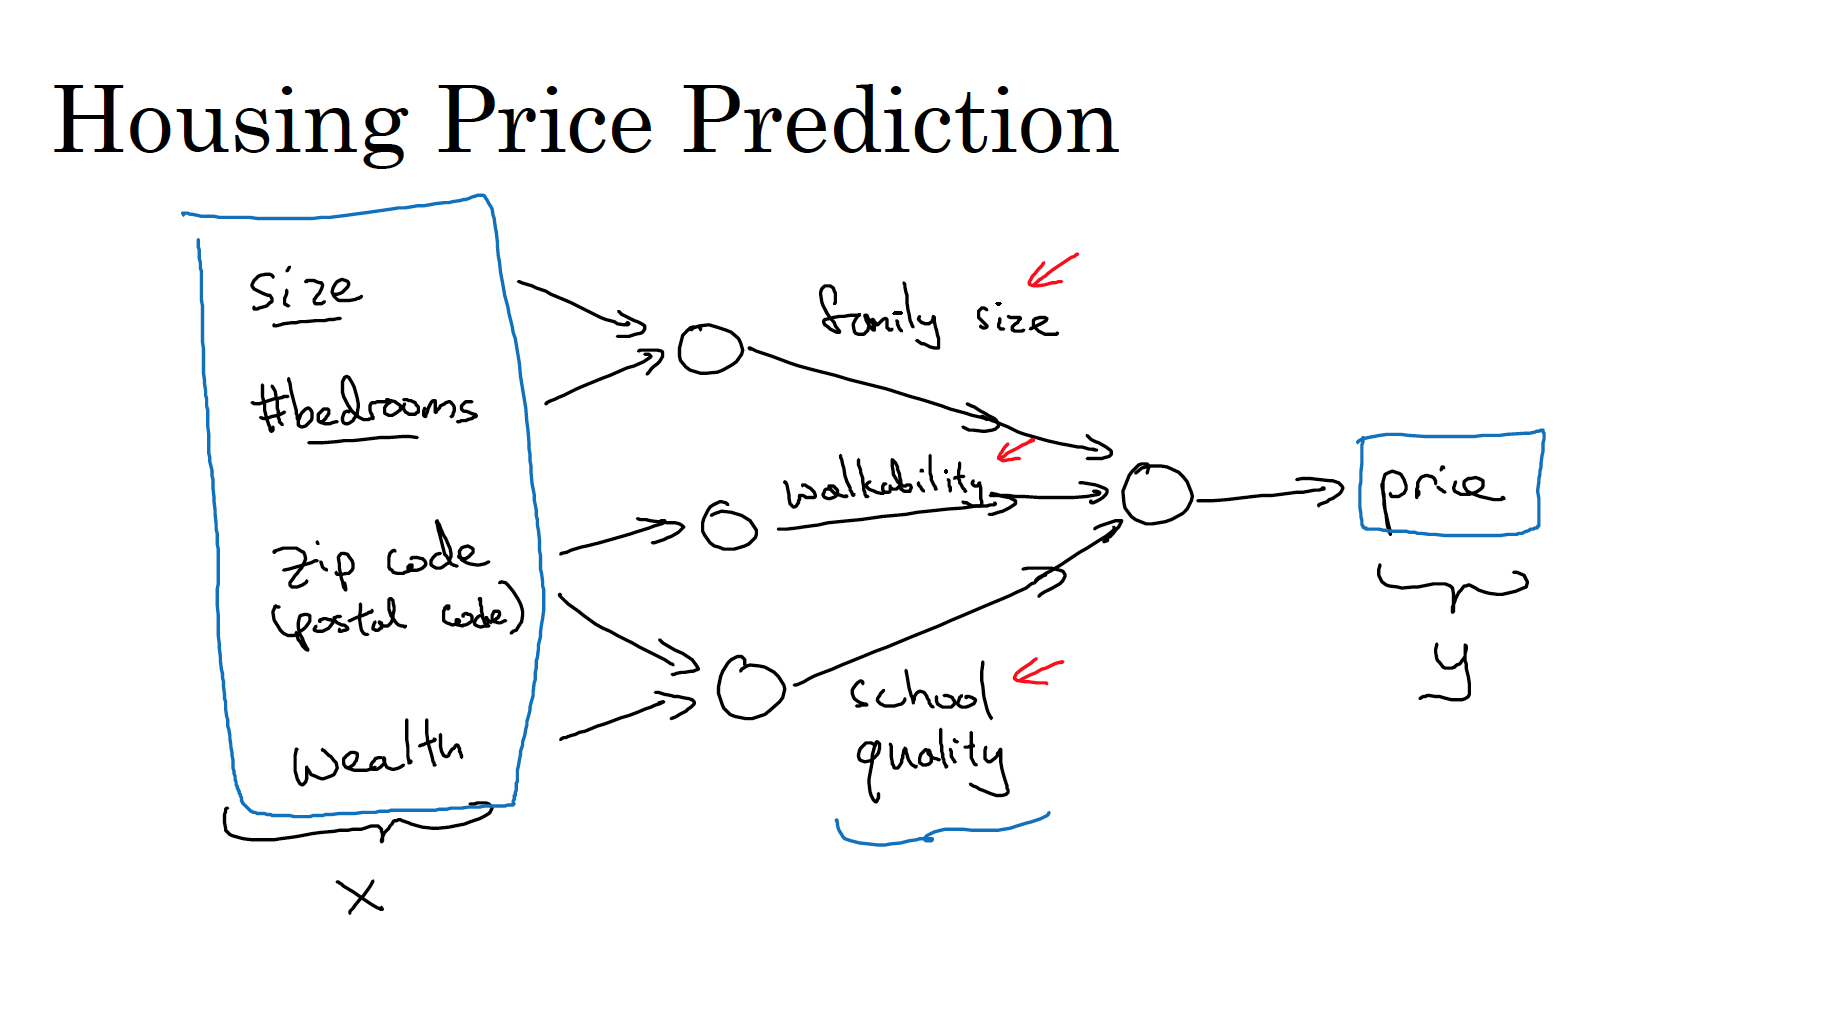 Housing Price Prediction
size
#bedrooms
zip code
(postal code)
wealth
x
family size
walkability
school
quality
price
y